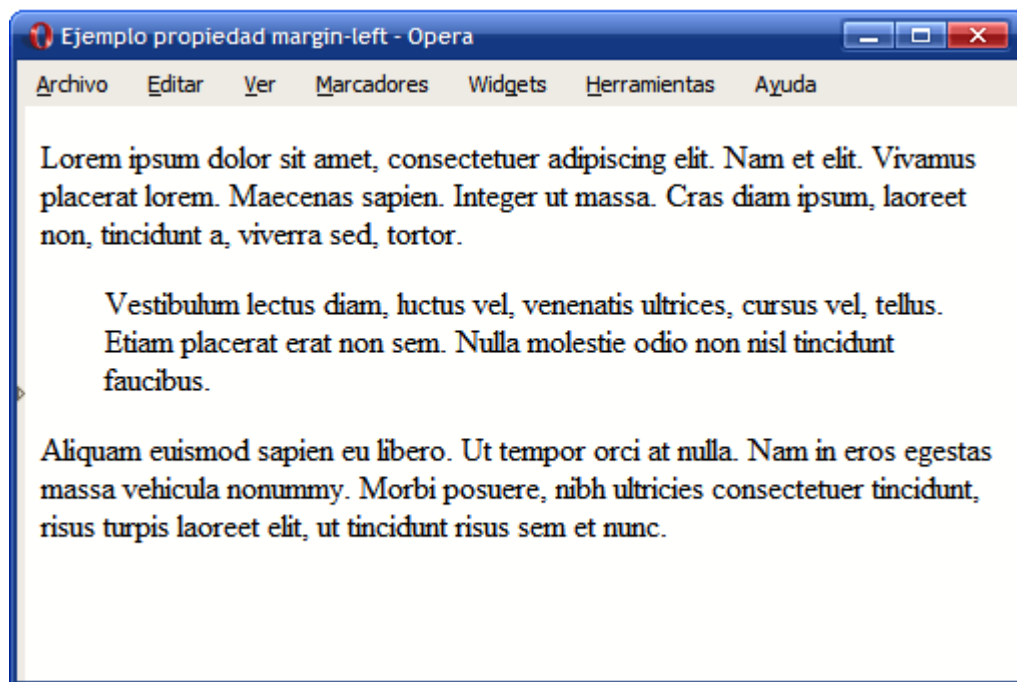 Ejemplo propiedad margin-left - Opera
Archivo Editar Ver Marcadores Widgets Herramientas Ayuda
Lorem ipsum dolor sit amet, consectetuer adipiscing elit. Nam et elit. Vivamus
placerat lorem. Maecenas sapien. Integer ut massa. Cras diam ipsum, laoreet
non, tincidunt a, viverra sed, tortor.
Vestibulum lectus diam, luctus vel, venenatis ultrices, cursus vel, tellus.
Etiam placerat erat non sem. Nulla molestie odio non nisl tincidunt
faucibus.
Aliquam euismod sapien eu libero. Ut tempor orci at nulla. Nam in eros egestas
massa vehicula nonummy. Morbi posuere, nibh ultricies consectetuer tincidunt,
risus turpis laoreet elit, ut tincidunt risus sem et nunc.